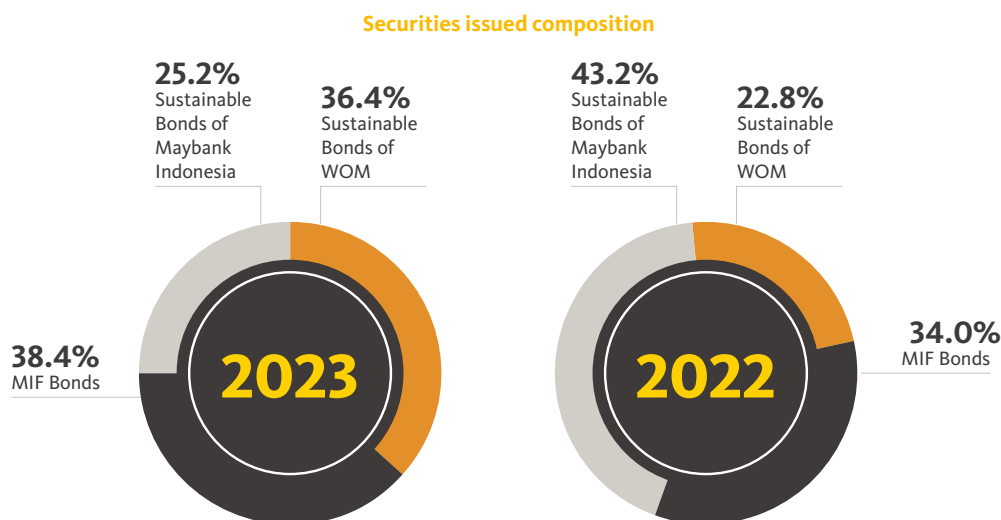 Securities issued composition
25.2%
Sustainable
Bonds of
Maybank
Indonesia
36.4%
Sustainable
Bonds of
WOM
38.4%
MIF Bonds
2023
43.2%
Sustainable
Bonds of
Maybank
Indonesia
22.8%
Sustainable
Bonds of
WOM
34.0%
MIF Bonds
2022